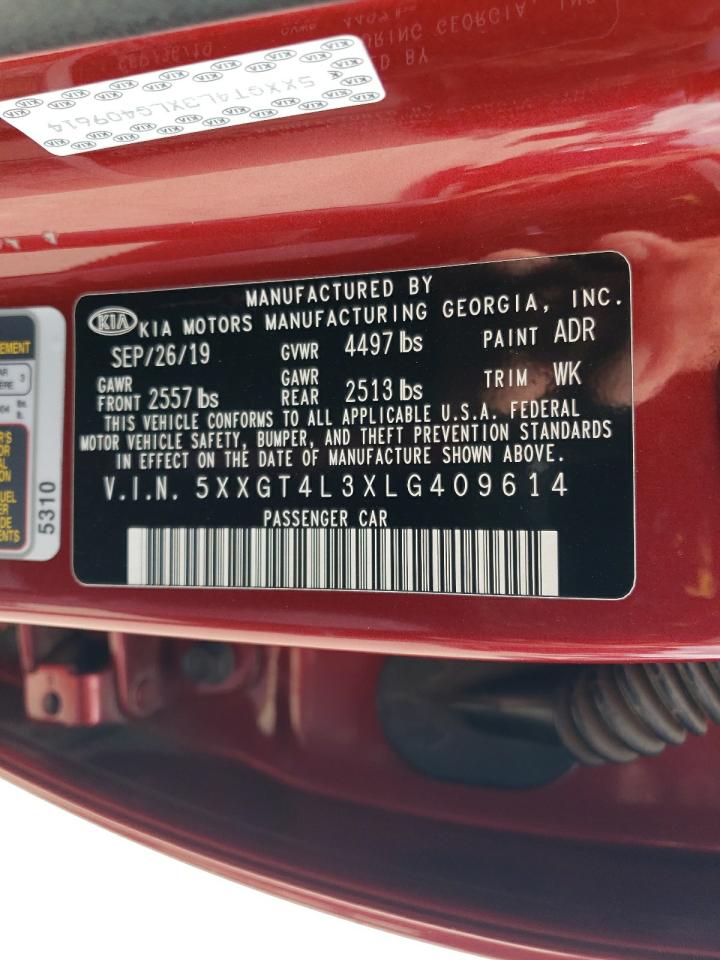 5XXGT4L3XLG409614
MANUFACTURED BY
KIA KIA MOTORS MANUFACTURING GEORGIA, INC.
SEP/26/19 GVWR 4497 lbs PAINT ADR
GAWR FRONT 2557 lbs GAWR REAR 2513 lbs TRIM WK
THIS VEHICLE CONFORMS TO ALL APPLICABLE U.S.A. FEDERAL
MOTOR VEHICLE SAFETY, BUMPER, AND THEFT PREVENTION STANDARDS
IN EFFECT ON THE DATE OF MANUFACTURE SHOWN ABOVE.
V.I.N. 5XXGT4L3XLG409614
PASSENGER CAR
5310